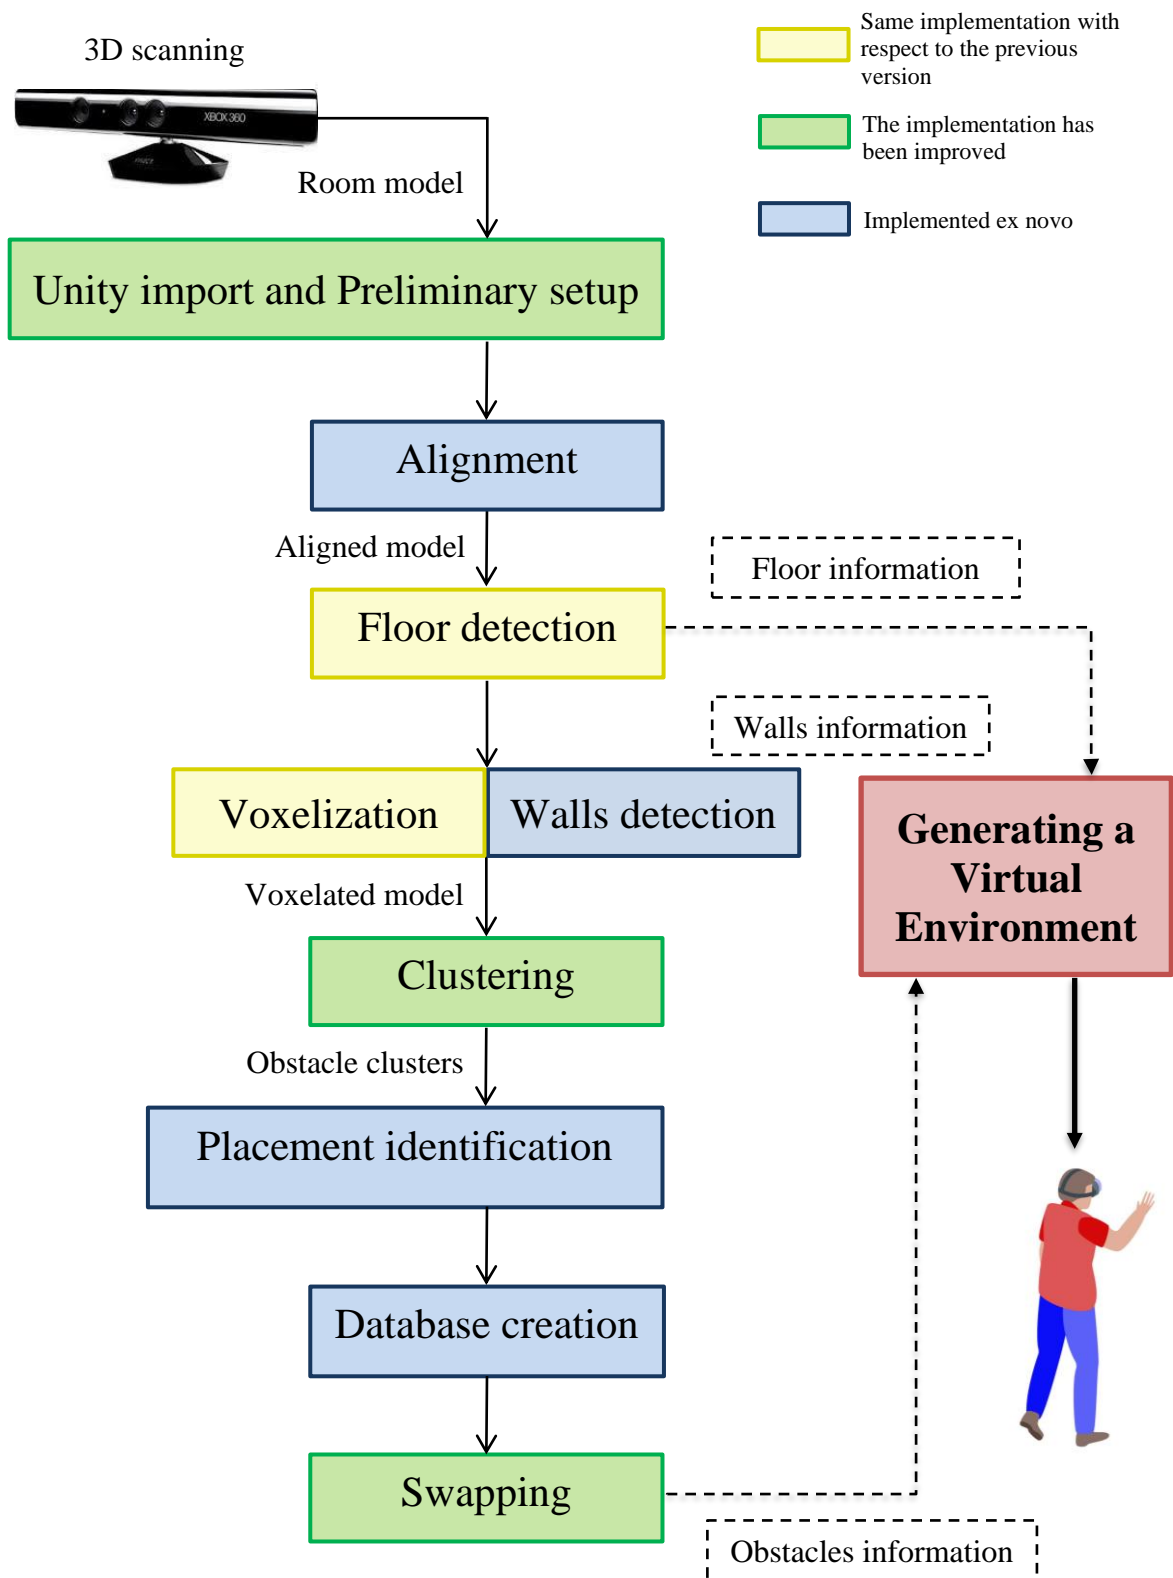 3D scanning
Same implementation with
respect to the previous
version
XBOX 360
The implementation has
been improved
Room model
Implemented ex novo
Unity import and Preliminary setup
Alignment
Aligned model
Floor information
Floor detection
Walls information
Voxelization
Walls detection
Generating a
Virtual
Environment
Voxelated model
Clustering
Obstacle clusters
Placement identification
Database creation
Swapping
Obstacles information